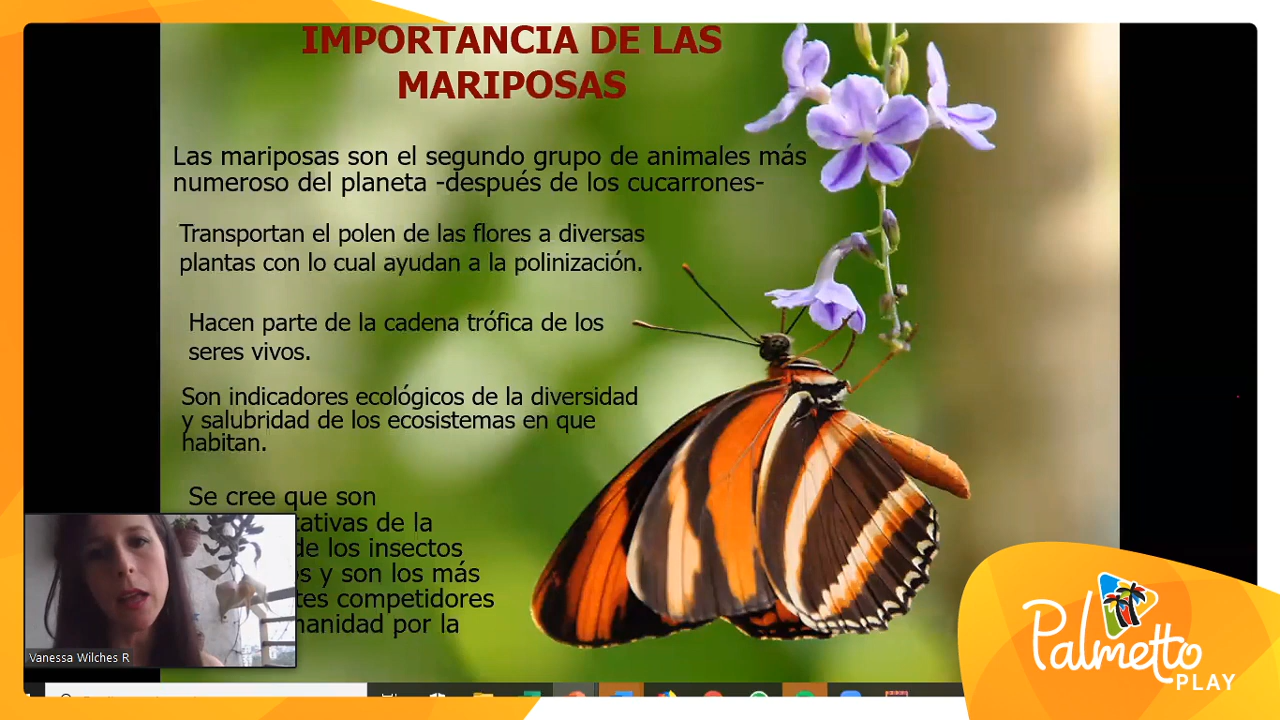 IMPORTANCIA DE LAS
MARIPOSAS
Las mariposas son el segundo grupo de animales más
numeroso del planeta -después de los cucarrones-
Transportan el polen de las flores a diversas
plantas con lo cual ayudan a la polinización.
Hacen parte de la cadena trófica de los
seres vivos.
Son indicadores ecológicos de la diversidad
y salubridad de los ecosistemas en que
habitan.
Se cree que son
de la
de los insectos
y son los más
competidores
por la
Vanessa Wilches R
Palmetto
PLAY